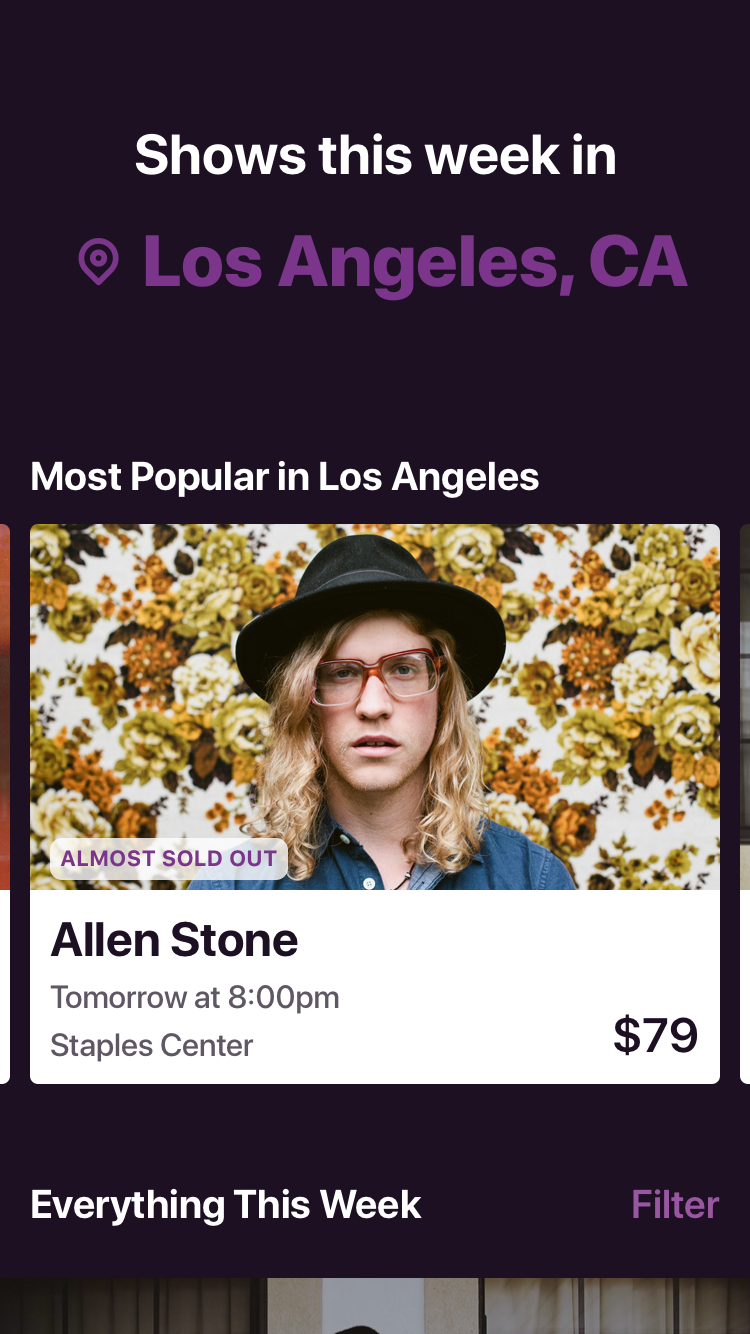 Shows this week in
Los Angeles, CA
Most Popular in Los Angeles
ALMOST SOLD OUT
Allen Stone
Tomorrow at 8:00pm
Staples Center
$79
Everything This Week
Filter